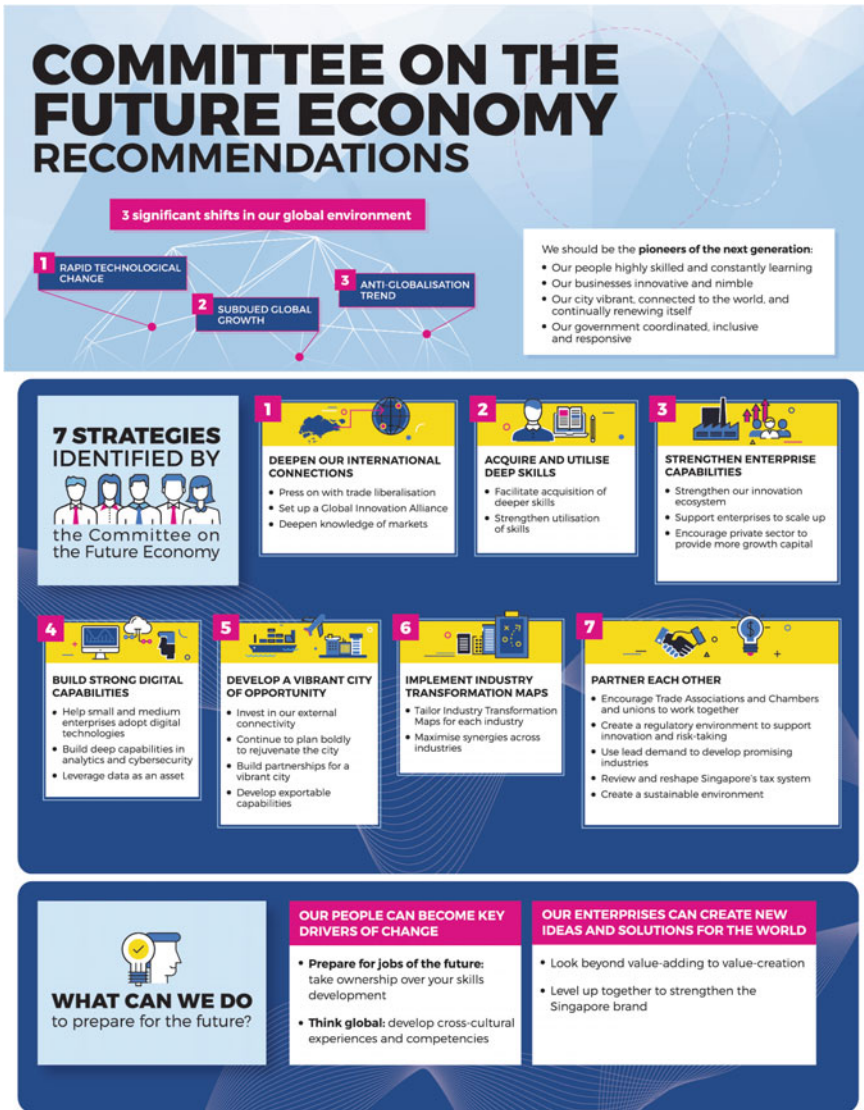 COMMITTEE ON THE
FUTURE ECONOMY
RECOMMENDATIONS
3 significant shifts in our global environment
1
RAPID TECHNOLOGICAL
CHANGE
2
SUBDUED GLOBAL
GROWTH
3
ANTI-GLOBALISATION
TREND
We should be the pioneers of the next generation:
• Our people highly skilled and constantly learning
• Our businesses innovative and nimble
• Our city vibrant, connected to the world, and
continually renewing itself
• Our government coordinated, inclusive
and responsive
7 STRATEGIES
IDENTIFIED BY
the Committee on
the Future Economy
1
DEEPEN OUR INTERNATIONAL
CONNECTIONS
• Press on with trade liberalisation
• Set up a Global Innovation Alliance
• Deepen knowledge of markets
2
ACQUIRE AND UTILISE
DEEP SKILLS
• Facilitate acquisition of
deeper skills
• Strengthen utilisation
of skills
3
STRENGTHEN ENTERPRISE
CAPABILITIES
• Strengthen our innovation
ecosystem
• Support enterprises to scale up
• Encourage private sector to
provide more growth capital
4
BUILD STRONG DIGITAL
CAPABILITIES
• Help small and medium
enterprises adopt digital
technologies
• Build deep capabilities in
analytics and cybersecurity
• Leverage data as an asset
5
DEVELOP A VIBRANT CITY
OF OPPORTUNITY
• Invest in our external
connectivity
• Continue to plan boldly
to rejuvenate the city
• Build partnerships for a
vibrant city
• Develop exportable
capabilities
6
IMPLEMENT INDUSTRY
TRANSFORMATION MAPS
• Tailor Industry Transformation
Maps for each industry
• Maximise synergies across
industries
7
PARTNER EACH OTHER
• Encourage Trade Associations and Chambers
and unions to work together
• Create a regulatory environment to support
innovation and risk-taking
• Use lead demand to develop promising
industries
• Review and reshape Singapore's tax system
• Create a sustainable environment
WHAT CAN WE DO
to prepare for the future?
OUR PEOPLE CAN BECOME KEY
DRIVERS OF CHANGE
• Prepare for jobs of the future:
take ownership over your skills
development
• Think global: develop cross-cultural
experiences and competencies
OUR ENTERPRISES CAN CREATE NEW
IDEAS AND SOLUTIONS FOR THE WORLD
• Look beyond value-adding to value-creation
• Level up together to strengthen the
Singapore brand